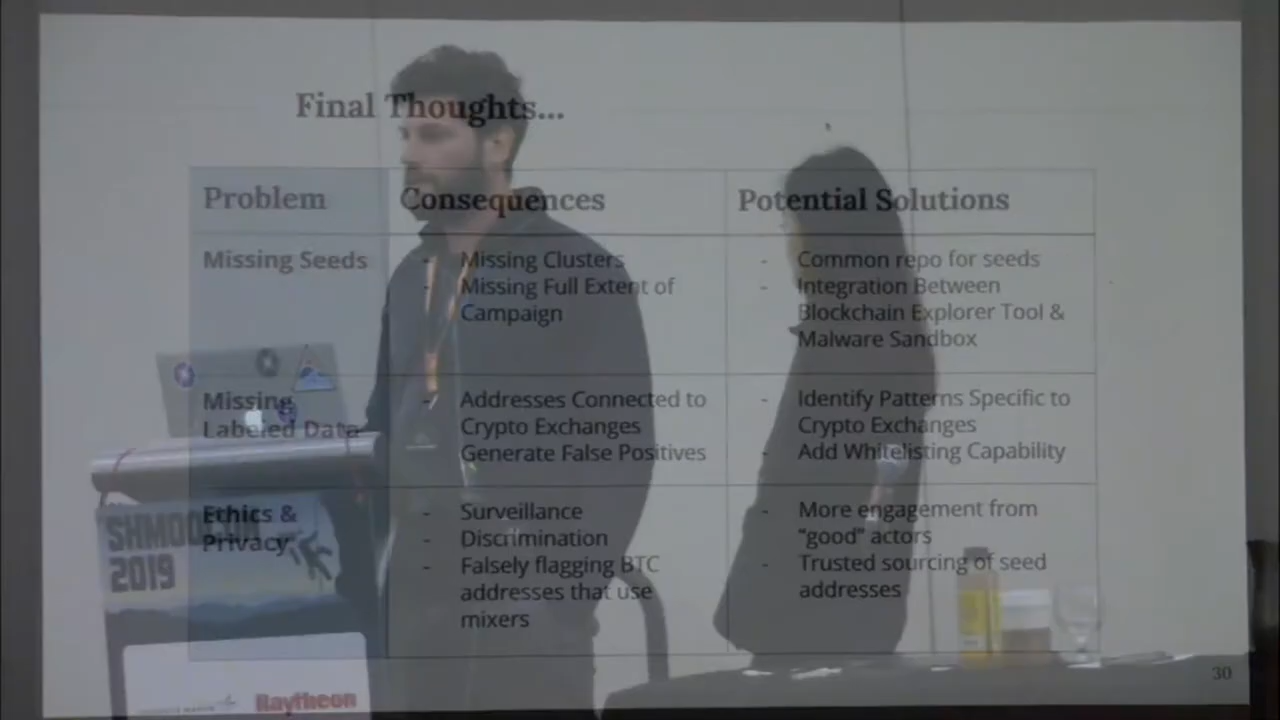 Final Thoughts...
Problem
Consequences
Potential Solutions
Missing Seeds
- Missing Clusters
- Missing Full Extent of
Campaign
- Common repo for seeds
- Integration Between
Blockchain Explorer Tool &
Malware Sandbox
Missing
Labeled Data
- Addresses Connected to
Crypto Exchanges
Generate False Positives
- Identify Patterns Specific to
Crypto Exchanges
- Add Whitelisting Capability
Ethics &
Privacy
- Surveillance
- Discrimination
- Falsely flagging BTC
addresses that use
mixers
- More engagement from
“good” actors
- Trusted sourcing of seed
addresses
30
SHMOOCON
2019
Raytheon